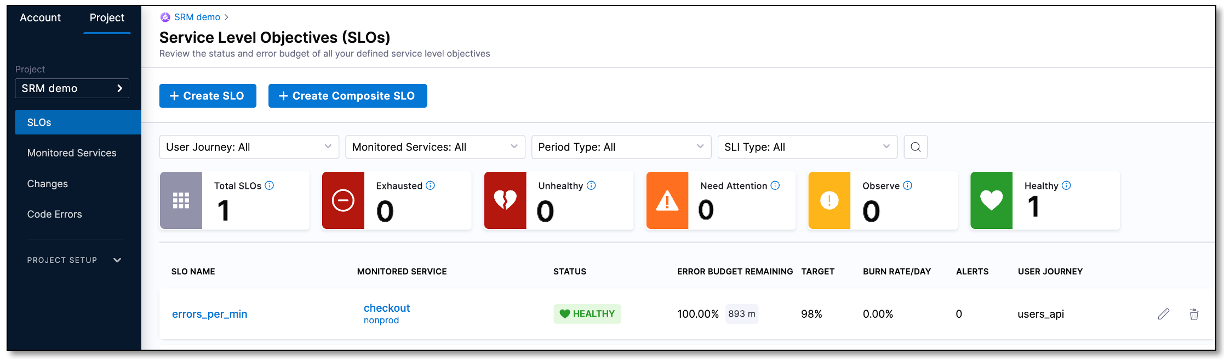 Account Project
SRM demo >
Service Level Objectives (SLOs)
Review the status and error budget of all your defined service level objectives
Project
SRM demo
SLOs
Monitored Services
Changes
Code Errors
PROJECT SETUP
+ Create SLO + Create Composite SLO
User Journey: All Monitored Services: All Period Type: All SLI Type: All
Total SLOs Exhausted Unhealthy Need Attention Observe Healthy
1 0 0 0 0 1
SLO NAME MONITORED SERVICE STATUS ERROR BUDGET REMAINING TARGET BURN RATE/DAY ALERTS USER JOURNEY
errors_per_min checkout HEALTHY 100.00% 893 m 98% 0.00% 0 users_api
nonprod